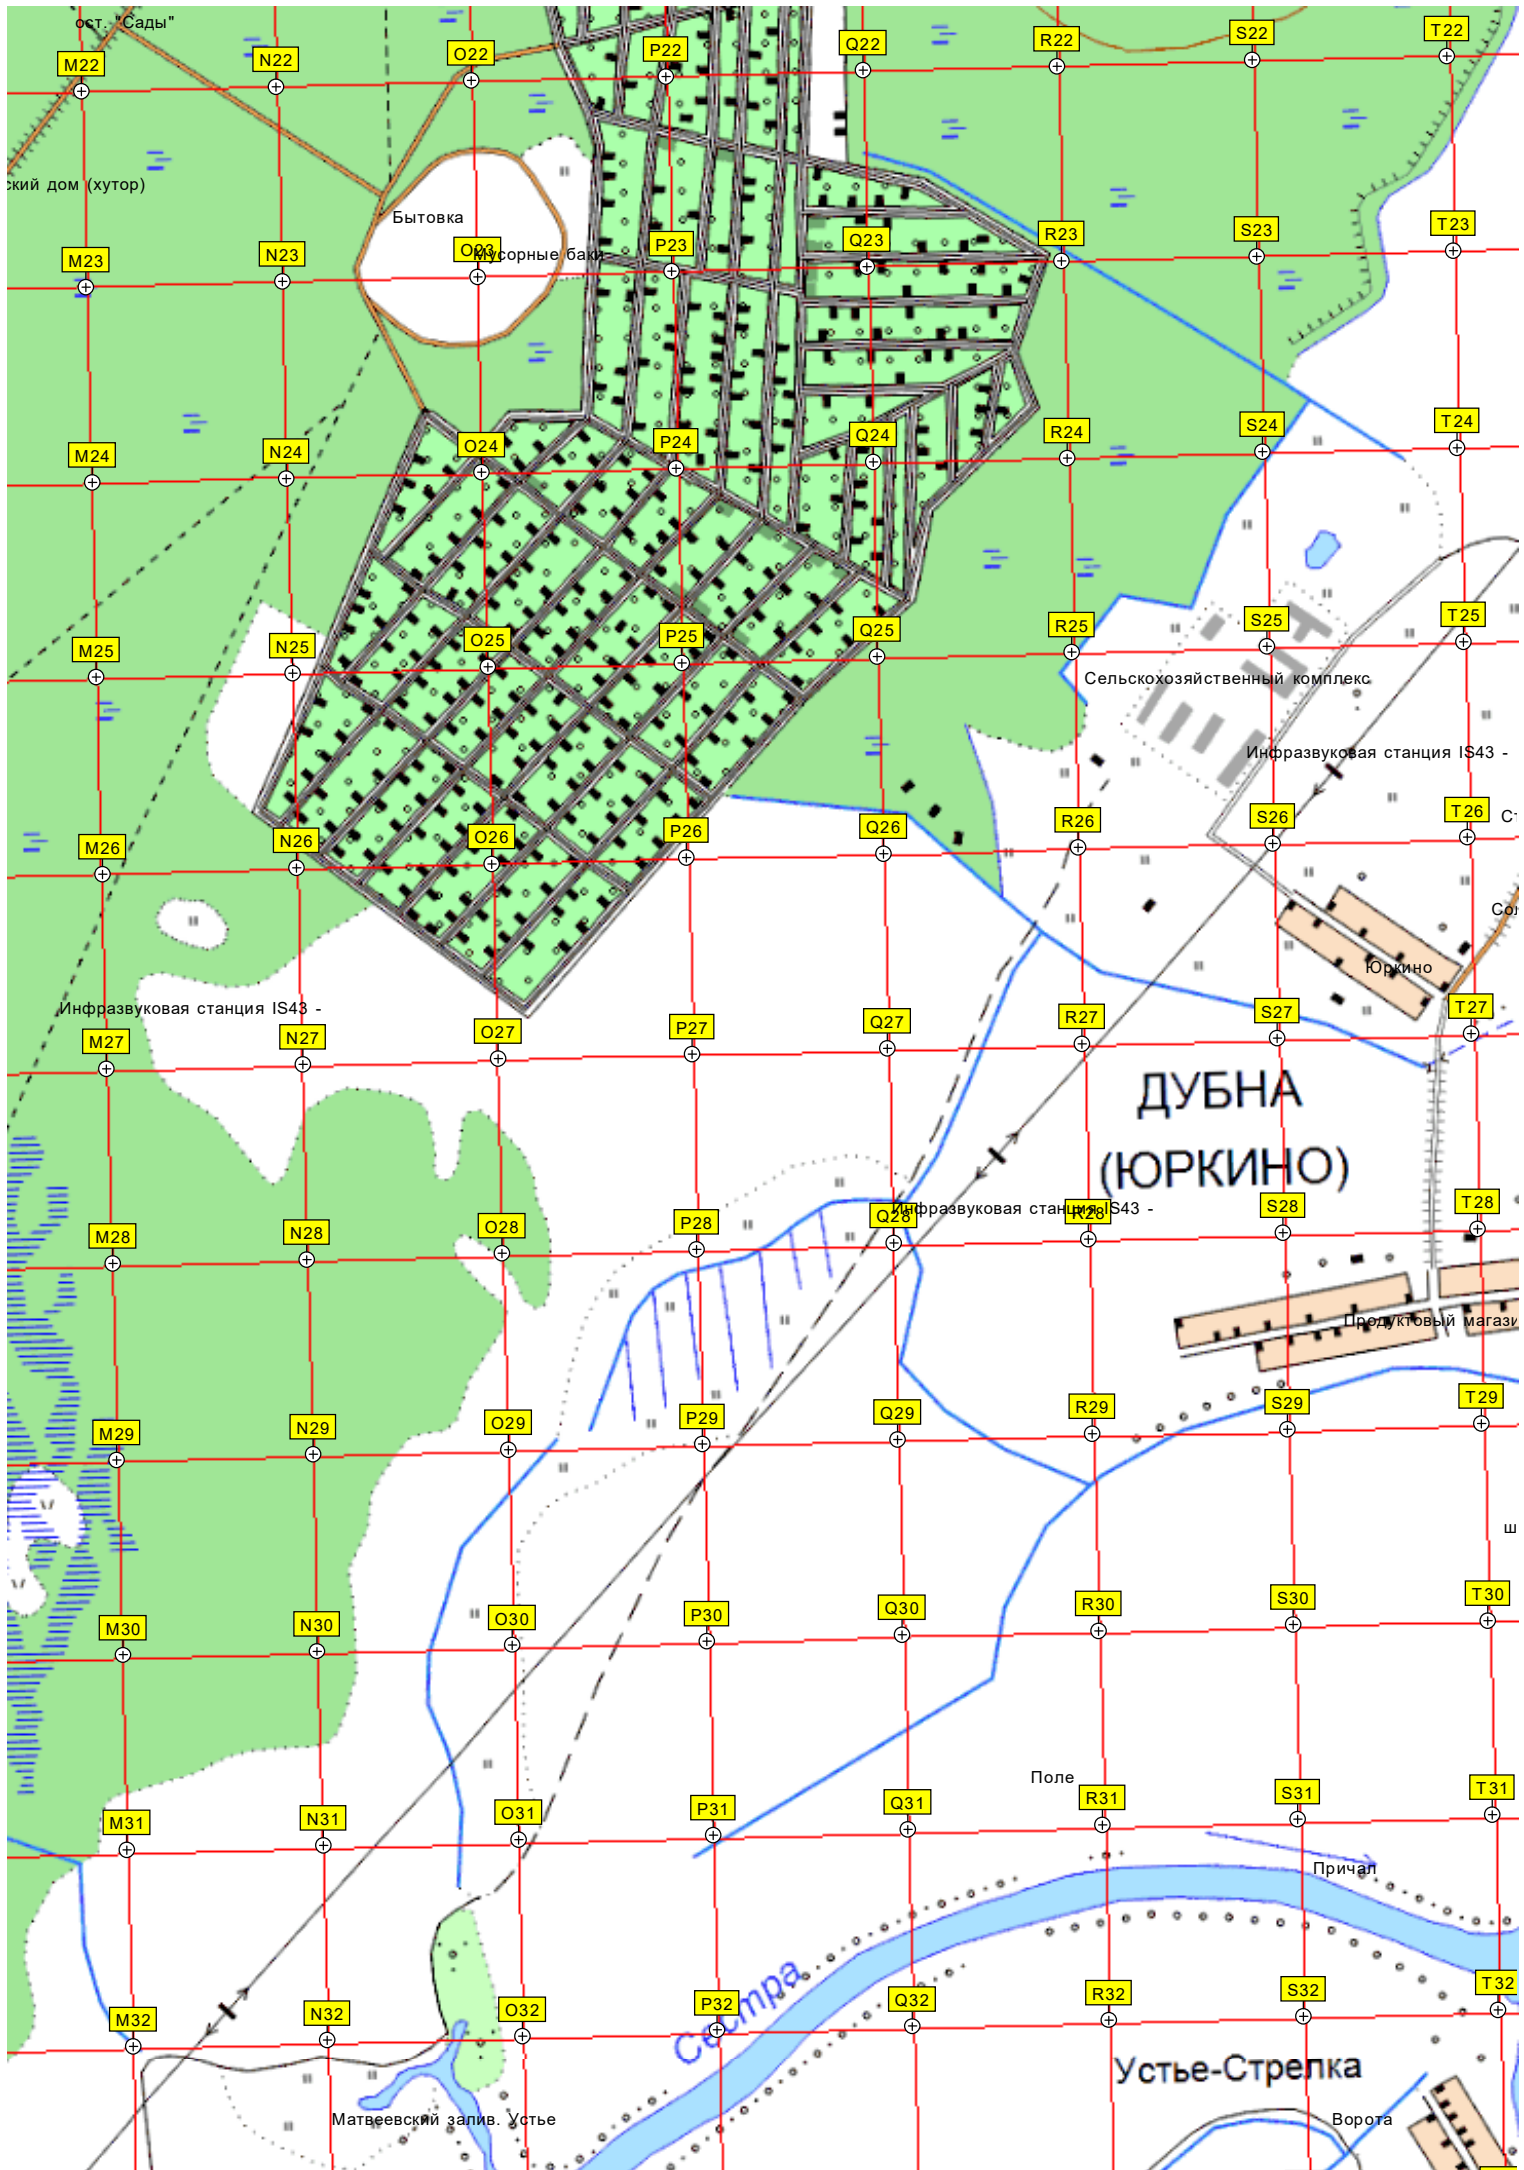 ост. "Сады"
M22
N22
O22
P22
Q22
R22
S22
T22
ский дом (хутор)
Бытовка
M23
N23
O23
Мусорные баки
P23
Q23
R23
S23
T23
M24
N24
O24
P24
Q24
R24
S24
T24
M25
N25
O25
P25
Q25
R25
S25
T25
Сельскохозяйственный комплекс
Инфразвуковая станция IS43 -
M26
N26
O26
P26
Q26
R26
S26
T26
Юркино
Инфразвуковая станция IS43 -
M27
N27
O27
P27
Q27
R27
S27
T27
ДУБНА
(ЮРКИНО)
M28
N28
O28
P28
Q28
Инфразвуковая станция IS43 -
R28
S28
T28
Продуктовый магази
M29
N29
O29
P29
Q29
R29
S29
T29
ш
M30
N30
O30
P30
Q30
R30
S30
T30
Поле
M31
N31
O31
P31
Q31
R31
S31
T31
Причал
Сестра
M32
N32
O32
P32
Q32
R32
S32
T32
Устье-Стрелка
Матвеевский залив. Устье
Ворота